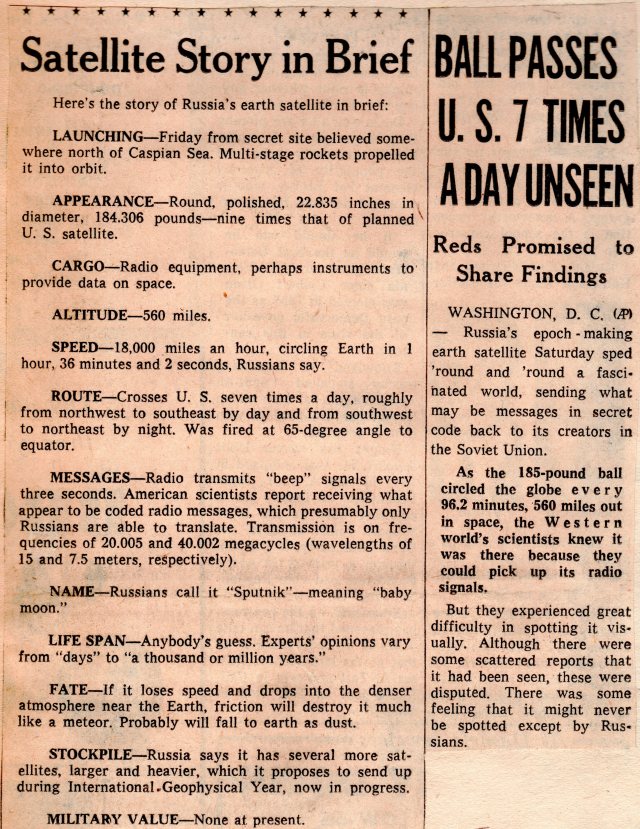 Satellite Story in Brief
Here's the story of Russia's earth satellite in brief:
LAUNCHING—Friday from secret site believed some-
where north of Caspian Sea. Multi-stage rockets propelled
it into orbit.
APPEARANCE—Round, polished, 22.835 inches in
diameter, 184.306 pounds—nine times that of planned
U. S. satellite.
CARGO—Radio equipment, perhaps instruments to
provide data on space.
ALTITUDE—560 miles.
SPEED—18,000 miles an hour, circling Earth in 1
hour, 36 minutes and 2 seconds, Russians say.
ROUTE—Crosses U. S. seven times a day, roughly
from northwest to southeast by day and from southwest
to northeast by night. Was fired at 65-degree angle to
equator.
MESSAGES—Radio transmits "beep" signals every
three seconds. American scientists report receiving what
appear to be coded radio messages, which presumably only
Russians are able to translate. Transmission is on fre-
quencies of 20.005 and 40.002 megacycles (wavelengths of
15 and 7.5 meters, respectively).
NAME—Russians call it "Sputnik"—meaning "baby
moon."
LIFE SPAN—Anybody's guess. Experts' opinions vary
from "days" to "a thousand or million years."
FATE—If it loses speed and drops into the denser
atmosphere near the Earth, friction will destroy it much
like a meteor. Probably will fall to earth as dust.
STOCKPILE—Russia says it has several more sat-
ellites, larger and heavier, which it proposes to send up
during International Geophysical Year, now in progress.
MILITARY VALUE—None at present.
BALL PASSES
U. S. 7 TIMES
A DAY UNSEEN
Reds Promised to
Share Findings
WASHINGTON, D. C. (AP)
— Russia's epoch-making
earth satellite Saturday sped
'round and 'round a fasci-
nated world, sending what
may be messages in secret
code back to its creators in
the Soviet Union.
As the 185-pound ball
circled the globe every
96.2 minutes, 560 miles out
in space, the Western
world's scientists knew it
was there because they
could pick up its radio
signals.
But they experienced great
difficulty in spotting it vis-
ually. Although there were
some scattered reports that
it had been seen, these were
disputed. There was some
feeling that it might never
be spotted except by Rus-
sians.